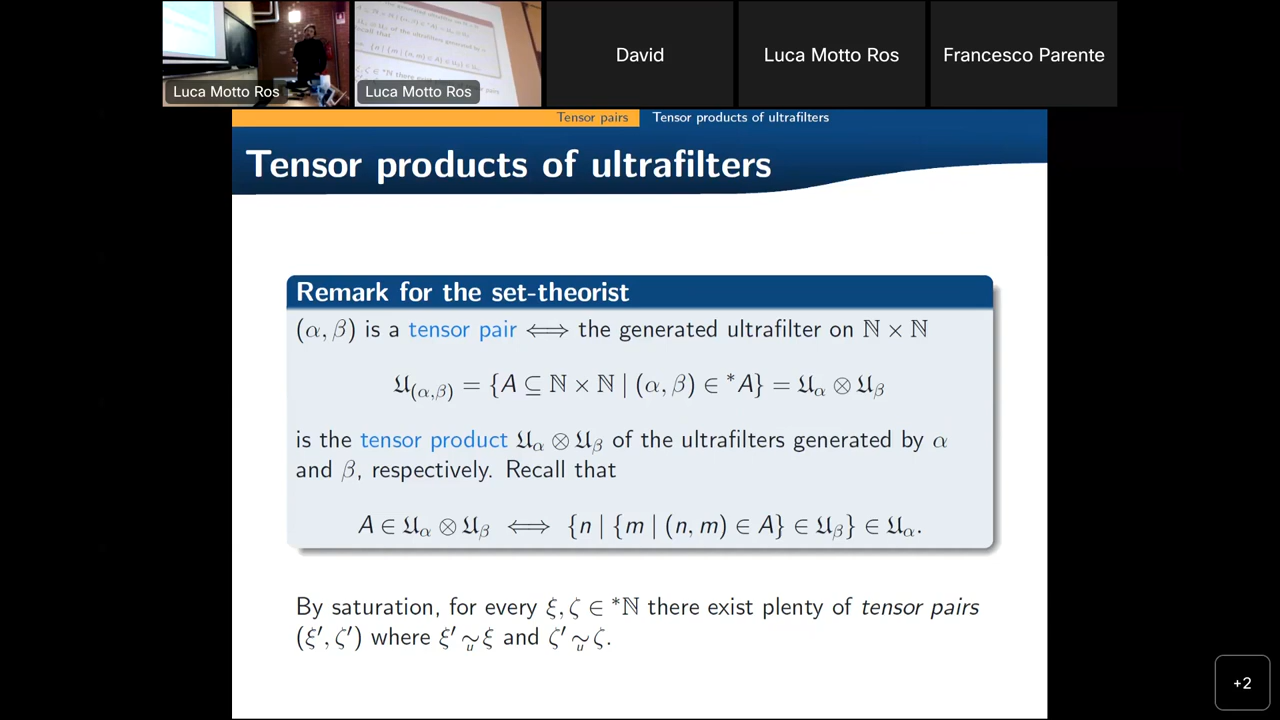 David
Luca Motto Ros
Francesco Parente
Luca Motto Ros
Luca Motto Ros
Tensor pairs
Tensor products of ultrafilters
Tensor products of ultrafilters
Remark for the set-theorist
(α, β) is a tensor pair ⟺ the generated ultrafilter on ℕ × ℕ
𝔘_(α,β) = {A ⊆ ℕ × ℕ | (α, β) ∈ *A} = 𝔘_α ⊗ 𝔘_β
is the tensor product 𝔘_α ⊗ 𝔘_β of the ultrafilters generated by α
and β, respectively. Recall that
A ∈ 𝔘_α ⊗ 𝔘_β ⟺ {n | {m | (n, m) ∈ A} ∈ 𝔘_β} ∈ 𝔘_α.
By saturation, for every ξ, ζ ∈ *ℕ there exist plenty of tensor pairs
(ξ′, ζ′) where ξ′ ∼_u ξ and ζ′ ∼_u ζ.
+2